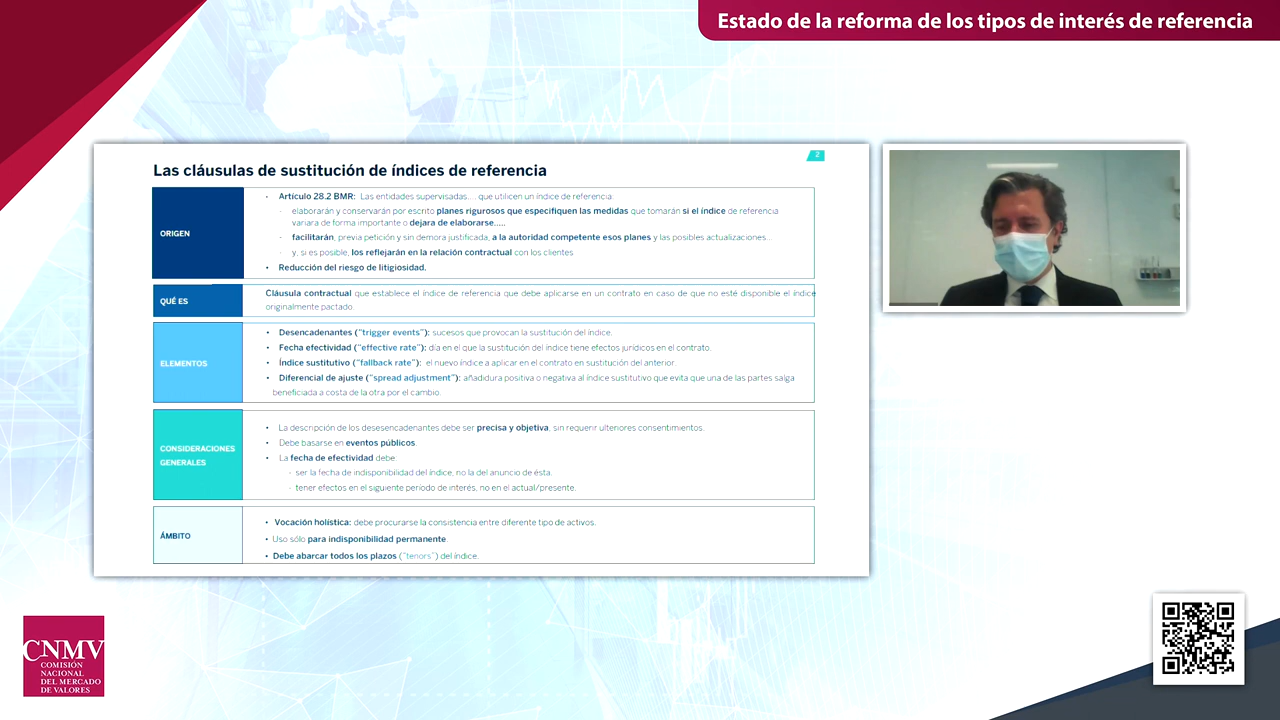 Estado de la reforma de los tipos de interés de referencia
2
Las cláusulas de sustitución de índices de referencia
ORIGEN
• Artículo 28.2 BMR: Las entidades supervisadas.... que utilicen un índice de referencia:
- elaborarán y conservarán por escrito planes rigurosos que especifiquen las medidas que tomarán si el índice de referencia
variara de forma importante o dejara de elaborarse.....
- facilitarán, previa petición y sin demora justificada, a la autoridad competente esos planes y las posibles actualizaciones...
- y, si es posible, los reflejarán en la relación contractual con los clientes
• Reducción del riesgo de litigiosidad.
QUÉ ES
Cláusula contractual que establece el índice de referencia que debe aplicarse en un contrato en caso de que no esté disponible el índice
originalmente pactado.
ELEMENTOS
• Desencadenantes ("trigger events"): sucesos que provocan la sustitución del índice.
• Fecha efectividad ("effective rate"): día en el que la sustitución del índice tiene efectos jurídicos en el contrato.
• Índice sustitutivo ("fallback rate"): el nuevo índice a aplicar en el contrato en sustitución del anterior.
• Diferencial de ajuste ("spread adjustment"): añadidura positiva o negativa al índice sustitutivo que evita que una de las partes salga
beneficiada a costa de la otra por el cambio.
CONSIDERACIONES
GENERALES
• La descripción de los desesencadenantes debe ser precisa y objetiva, sin requerir ulteriores consentimientos.
• Debe basarse en eventos públicos.
• La fecha de efectividad debe:
- ser la fecha de indisponibilidad del índice, no la del anuncio de ésta.
- tener efectos en el siguiente período de interés, no en el actual/presente.
ÁMBITO
• Vocación holística: debe procurarse la consistencia entre diferente tipo de activos.
• Uso sólo para indisponibilidad permanente.
• Debe abarcar todos los plazos ("tenors") del índice.
CNMV
COMISIÓN
NACIONAL
DEL MERCADO
DE VALORES